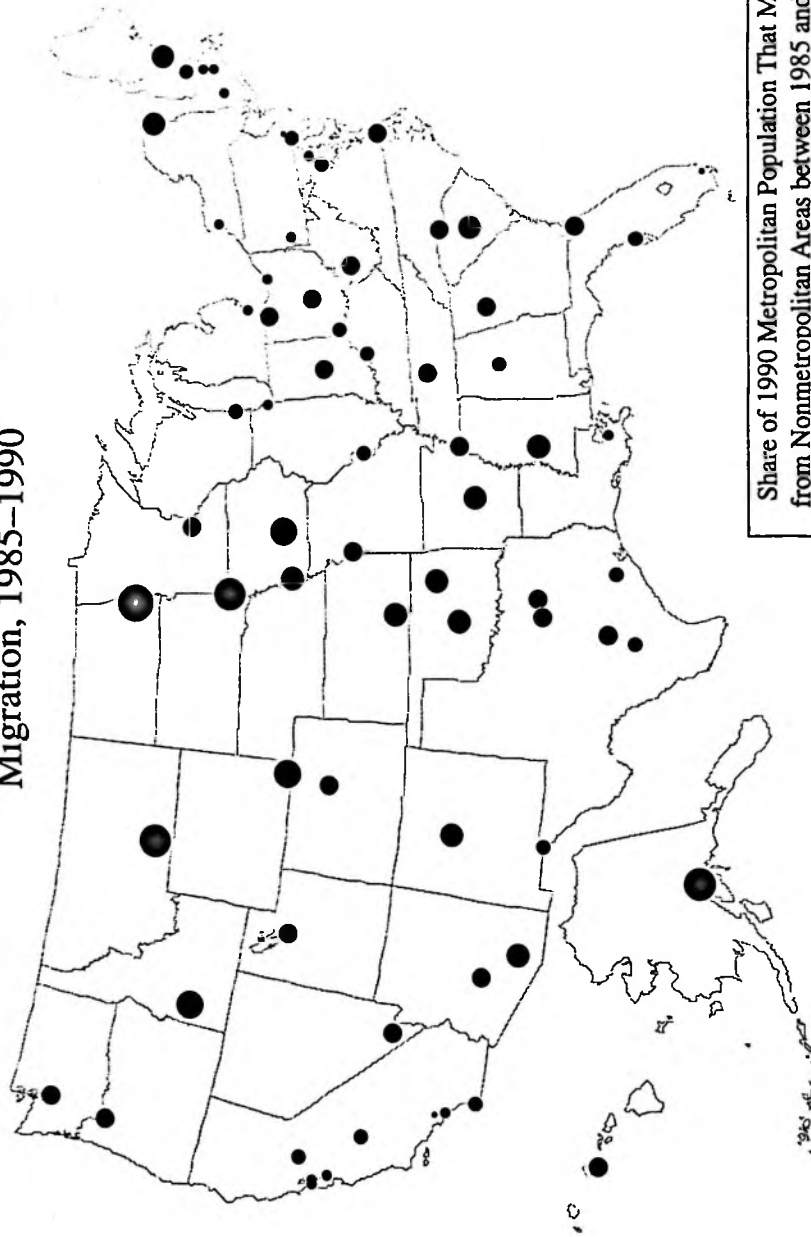 Migration, 1985–1990
Share of 1990 Metropolitan Population That M
from Nonmetropolitan Areas between 1985 and